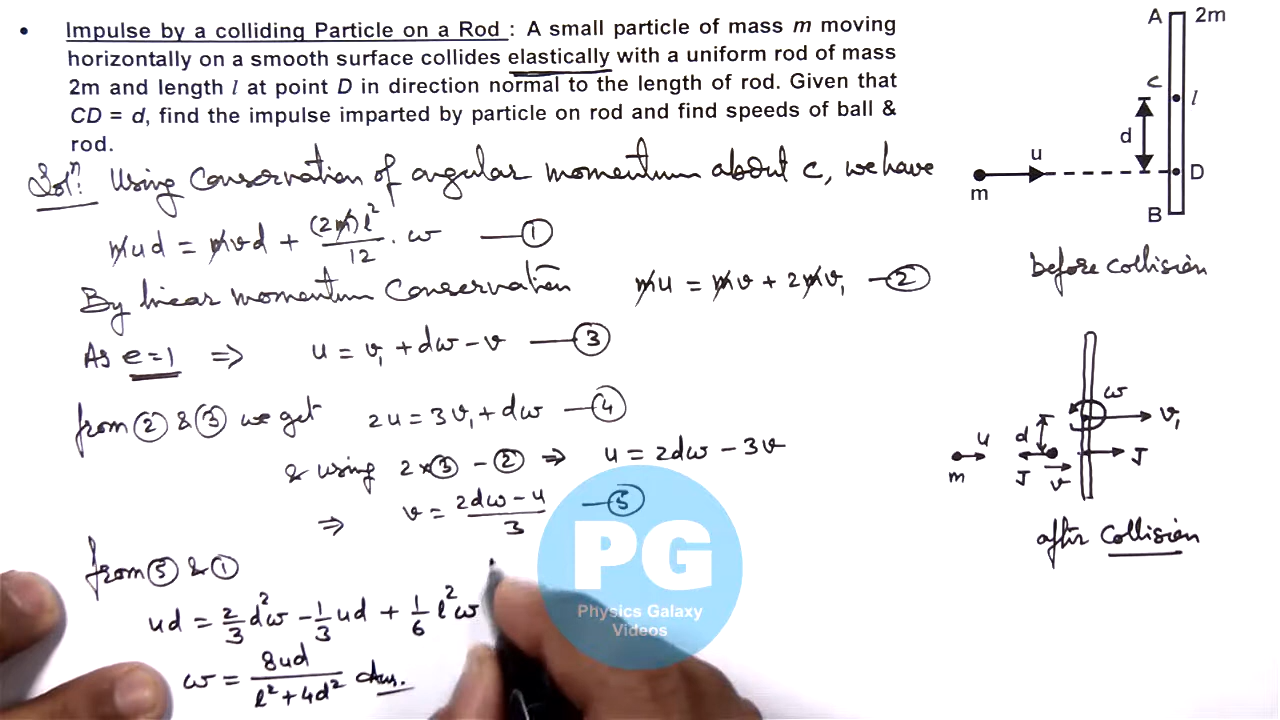 • Impulse by a colliding Particle on a Rod : A small particle of mass m moving
horizontally on a smooth surface collides elastically with a uniform rod of mass
2m and length l at point D in direction normal to the length of rod. Given that
CD = d, find the impulse imparted by particle on rod and find speeds of ball &
rod.
Solⁿ: Using Conservation of angular momentum about C, we have
mud = mvd + (2m)l²/12 · ω —①
By linear momentum Conservation mu = mv + 2mv₁ —②
As e=1 ⇒ u = v₁ + dω - v —③
from ② & ③ we get 2u = 3v₁ + dω —④
& using 2×③ - ② ⇒ u = 2dω - 3v
⇒ v = (2dω - u)/3 —⑤
from ⑤ & ①
ud = 2/3 d²ω - 1/3 ud + 1/6 l²ω
ω = 8ud/(l² + 4d²) Ans.
A 2m
C l
d
u
m D
B
before collision
ω
v₁
d
u
m J v J
after collision
PG
Physics Galaxy
Videos